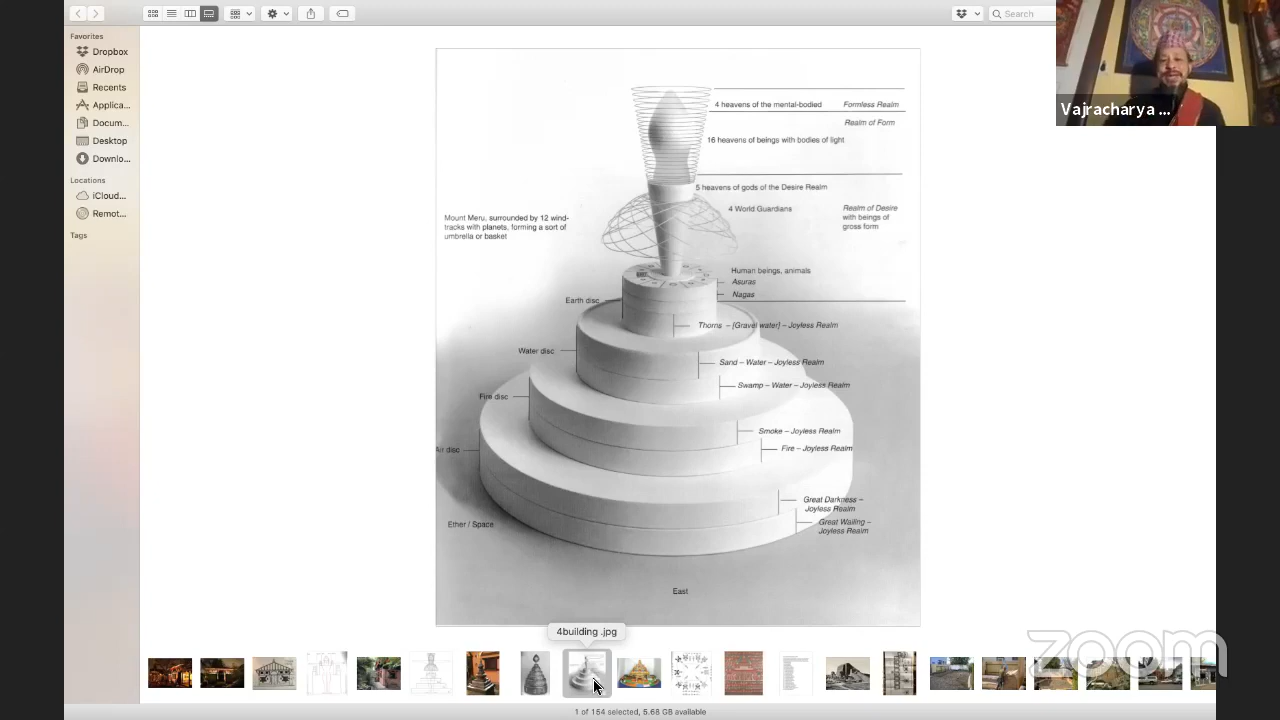 Search
Favorites
Dropbox
AirDrop
Recents
Applica...
Docum...
Desktop
Downlo...
Locations
iCloud...
Remot...
Tags
Vajracharya ...
4 heavens of the mental-bodied
Formless Realm
Realm of Form
16 heavens of beings with bodies of light
5 heavens of gods of the Desire Realm
4 World Guardians
Realm of Desire
with beings of
gross form
Mount Meru, surrounded by 12 wind-
tracks with planets, forming a sort of
umbrella or basket
Human beings, animals
Asuras
Nagas
Earth disc
Thorns – [Gravel water] – Joyless Realm
Water disc
Sand – Water – Joyless Realm
Swamp – Water – Joyless Realm
Fire disc
Smoke – Joyless Realm
Air disc
Fire – Joyless Realm
Great Darkness –
Joyless Realm
Ether / Space
Great Wailing –
Joyless Realm
East
4building .jpg
zoom
1 of 154 selected, 5.68 GB available